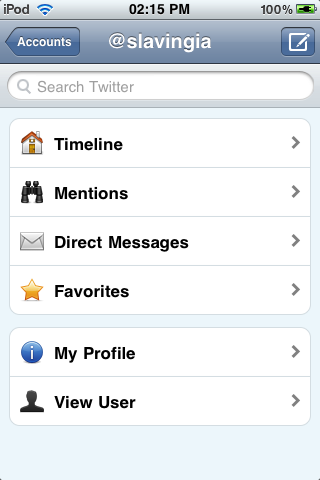 iPod 02:15 PM 100%
Accounts @slavingia
Search Twitter
Timeline
Mentions
Direct Messages
Favorites
My Profile
View User